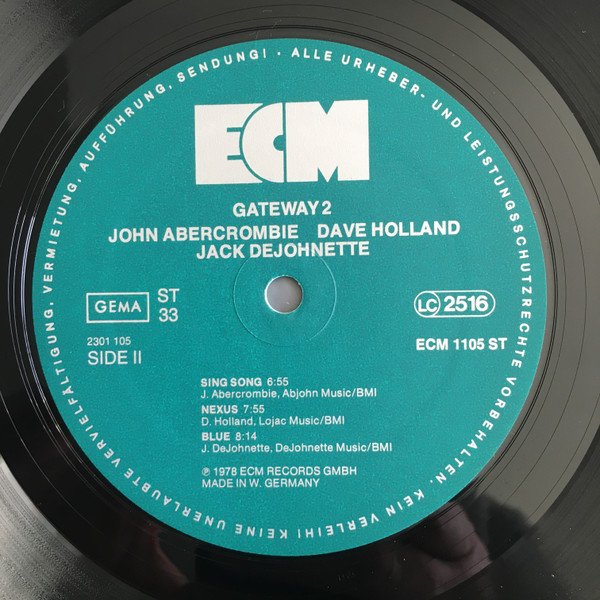 KEINE UNERLAUBTE VERVIELFÄLTIGUNG, VERMIETUNG, AUFFÜHRUNG, SENDUNG! · ALLE URHEBER- UND LEISTUNGSSCHUTZRECHTE VORBEHALTEN. KEIN VERLEIH!
ECM
GATEWAY 2
JOHN ABERCROMBIE DAVE HOLLAND
JACK DEJOHNETTE
GEMA
ST
33
LC 2516
2301 105
SIDE II
ECM 1105 ST
SING SONG 6:55
J. Abercrombie, Abjohn Music/BMI
NEXUS 7:55
D. Holland, Lojac Music/BMI
BLUE 8:14
J. DeJohnette, DeJohnette Music/BMI
℗ 1978 ECM RECORDS GMBH
MADE IN W. GERMANY